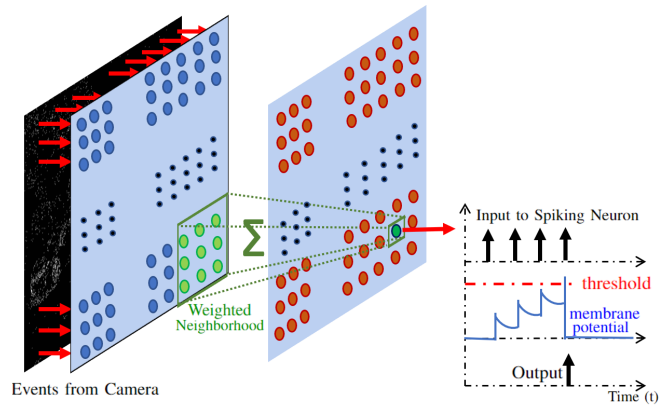 Input to Spiking Neuron
threshold
Σ
membrane
potential
Weighted
Neighborhood
Output
Events from Camera
Time (t)